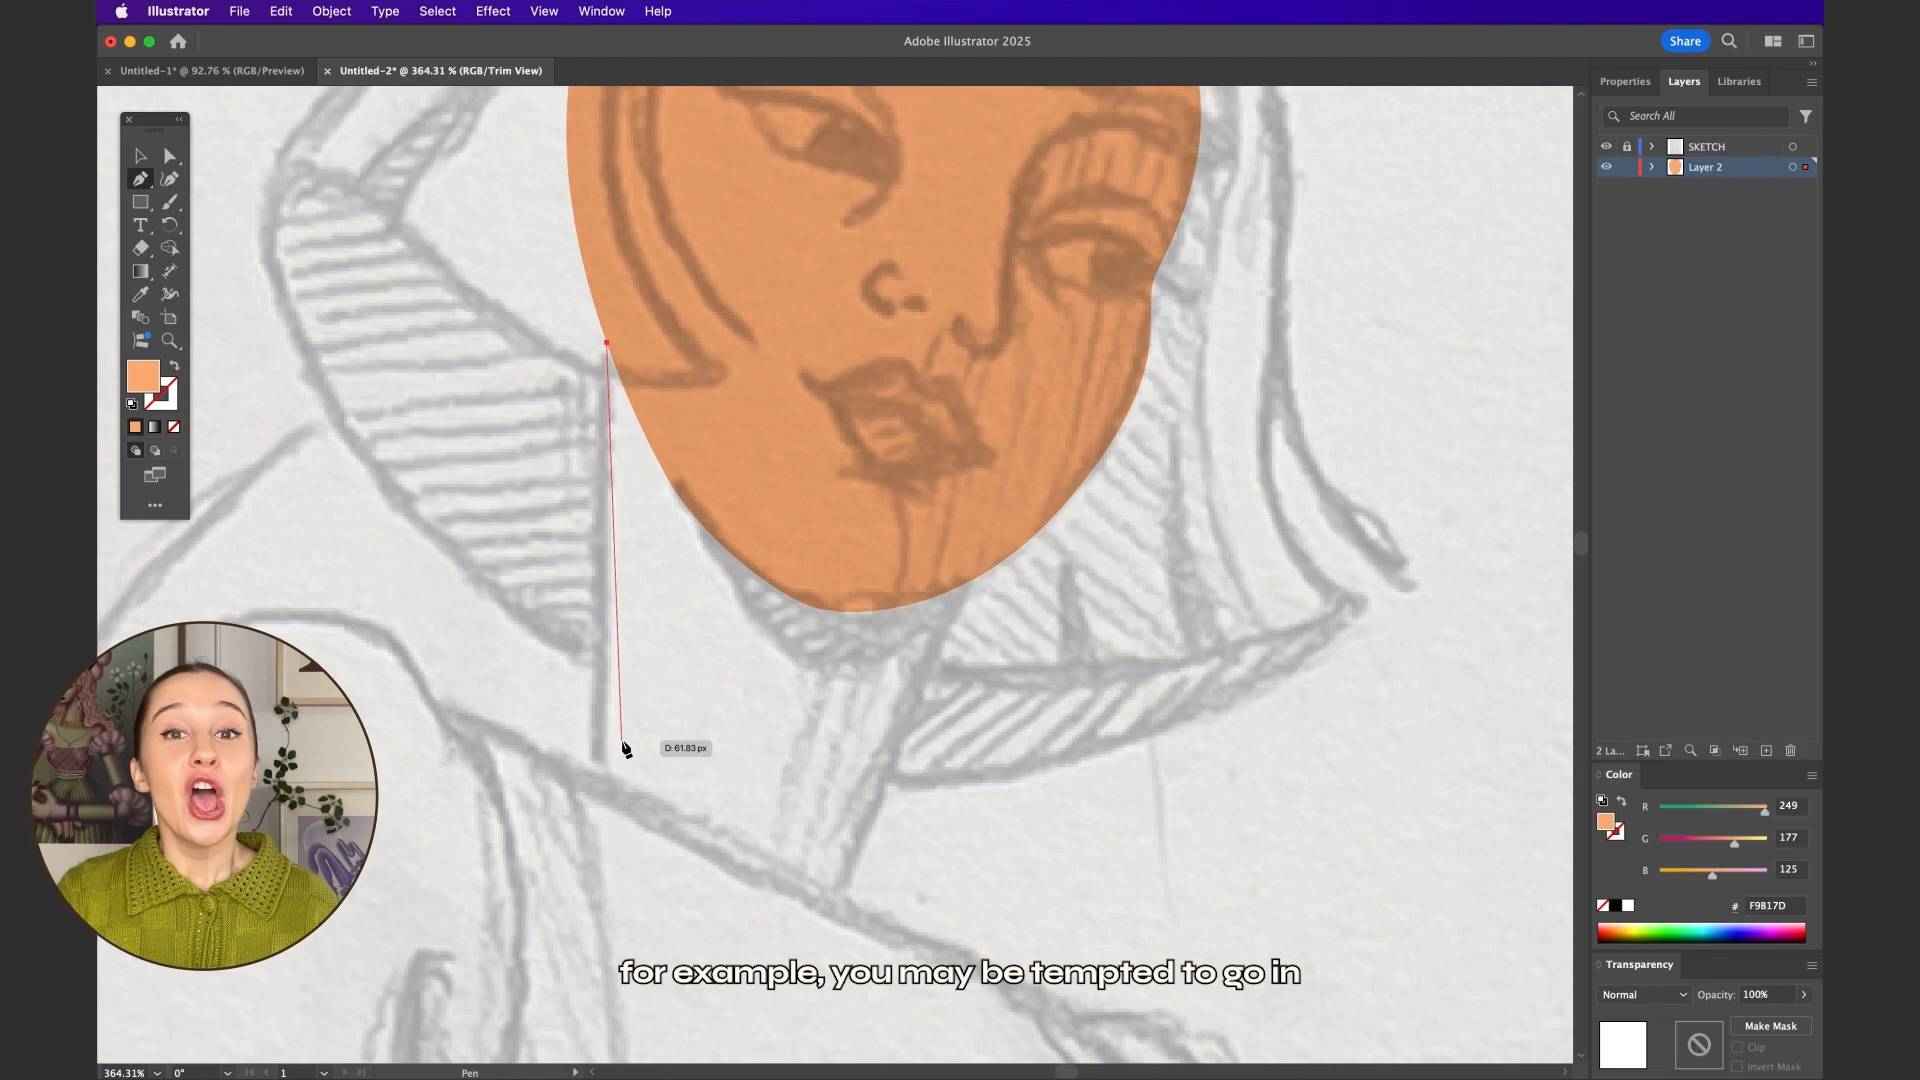 Illustrator File Edit Object Type Select Effect View Window Help
Adobe Illustrator 2025
Share
Untitled-1* @ 92.76 % (RGB/Preview)
Untitled-2* @ 364.31 % (RGB/Trim View)
Properties Layers Libraries
Search All
SKETCH
Layer 2
D: 61.83 px
2 La...
Color
R 249
G 177
B 125
# F9B17D
Transparency
Normal Opacity: 100%
Make Mask
Clip
Invert Mask
for example, you may be tempted to go in
364.31% 0° 1 Pen